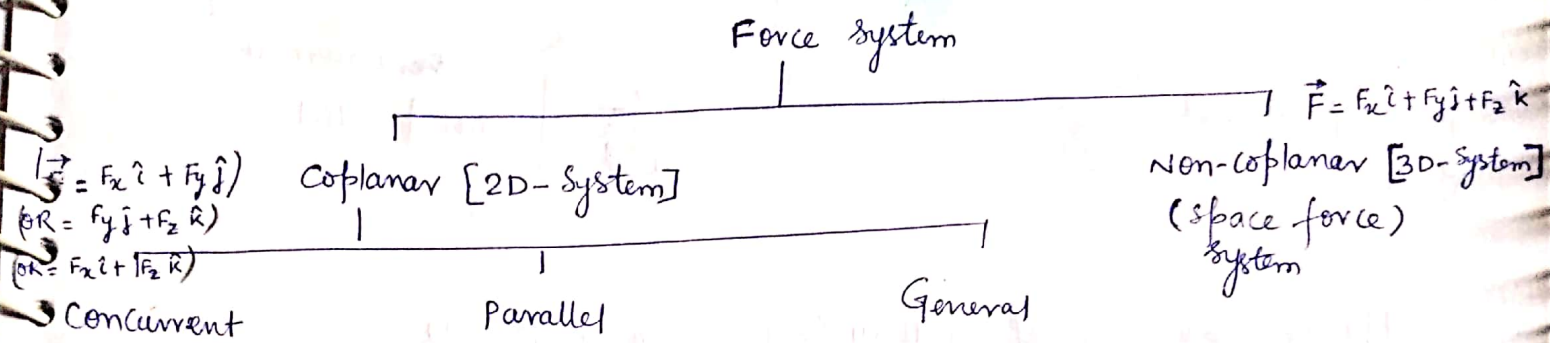 Force system
F⃗ = Fx î + Fy ĵ + Fz k̂
(F⃗ = Fx î + Fy ĵ)
Coplanar [2D-System]
Non-coplanar [3D-System]
(OR = Fy ĵ + Fz k̂)
(space force)
system
(OR = Fx î + Fz k̂)
Concurrent
Parallel
General